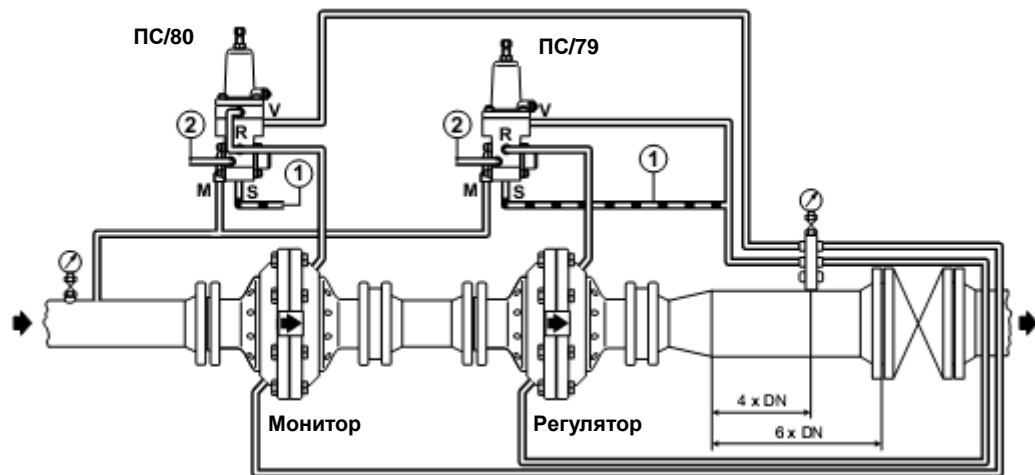 ПС/80
ПС/79
V
V
2
R
2
R
1
1
M
S
M
S
4 x DN
Монитор
Регулятор
6 x DN